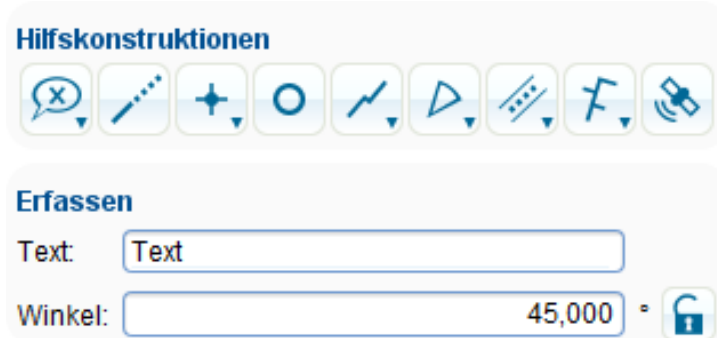 Hilfskonstruktionen
Erfassen
Text: Text
Winkel: 45,000 °